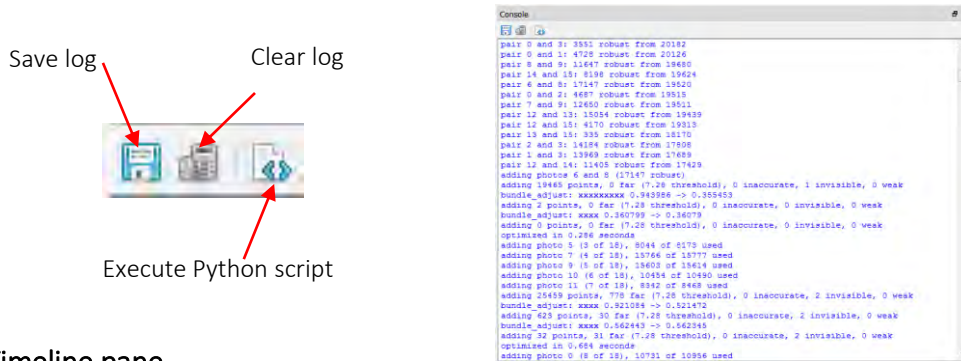 Save log
Clear log
Execute Python script
Console
pair 0 and 3: 3551 robust from 20182
pair 0 and 1: 4728 robust from 20126
pair 8 and 9: 11647 robust from 19680
pair 14 and 15: 8198 robust from 19624
pair 6 and 8: 17147 robust from 19520
pair 0 and 2: 4687 robust from 19515
pair 7 and 9: 12650 robust from 19511
pair 12 and 13: 15054 robust from 19439
pair 12 and 15: 4170 robust from 19313
pair 13 and 15: 335 robust from 18170
pair 2 and 3: 14184 robust from 17808
pair 1 and 3: 13969 robust from 17689
pair 12 and 14: 11405 robust from 17429
adding photos 6 and 8 (17147 robust)
adding 19465 points, 0 far (7.28 threshold), 0 inaccurate, 1 invisible, 0 weak
bundle_adjust: xxxxxxxxx 0.943986 -> 0.355453
adding 2 points, 0 far (7.28 threshold), 0 inaccurate, 0 invisible, 0 weak
bundle_adjust: xxxx 0.360799 -> 0.36079
adding 0 points, 0 far (7.28 threshold), 0 inaccurate, 0 invisible, 0 weak
optimized in 0.286 seconds
adding photo 5 (3 of 18), 8044 of 8173 used
adding photo 7 (4 of 18), 15766 of 15777 used
adding photo 9 (5 of 18), 15603 of 15614 used
adding photo 10 (6 of 18), 10454 of 10490 used
adding photo 11 (7 of 18), 8342 of 8468 used
adding 25459 points, 778 far (7.28 threshold), 0 inaccurate, 2 invisible, 0 weak
bundle_adjust: xxxx 0.921084 -> 0.521472
adding 623 points, 30 far (7.28 threshold), 0 inaccurate, 2 invisible, 0 weak
bundle_adjust: xxxx 0.562443 -> 0.562345
adding 32 points, 31 far (7.28 threshold), 0 inaccurate, 2 invisible, 0 weak
optimized in 0.684 seconds
adding photo 0 (8 of 18), 10731 of 10956 used
Timeline pane